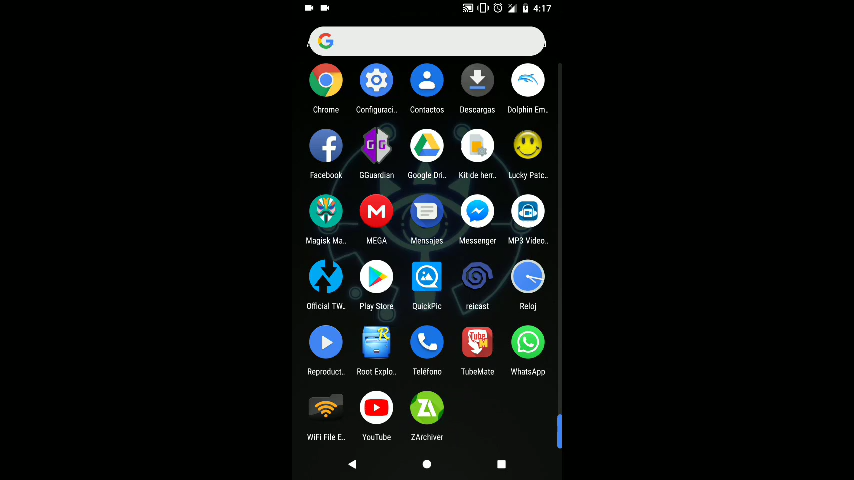 4:17
Chrome Configuraci.. Contactos Descargas Dolphin Em..
Facebook GGuardian Google Dri.. Kit de herr.. Lucky Patc..
Magisk Ma.. MEGA Mensajes Messenger MP3 Video..
Official TW.. Play Store QuickPic reicast Reloj
Reproduct.. Root Explo.. Teléfono TubeMate WhatsApp
WiFi File E.. YouTube ZArchiver